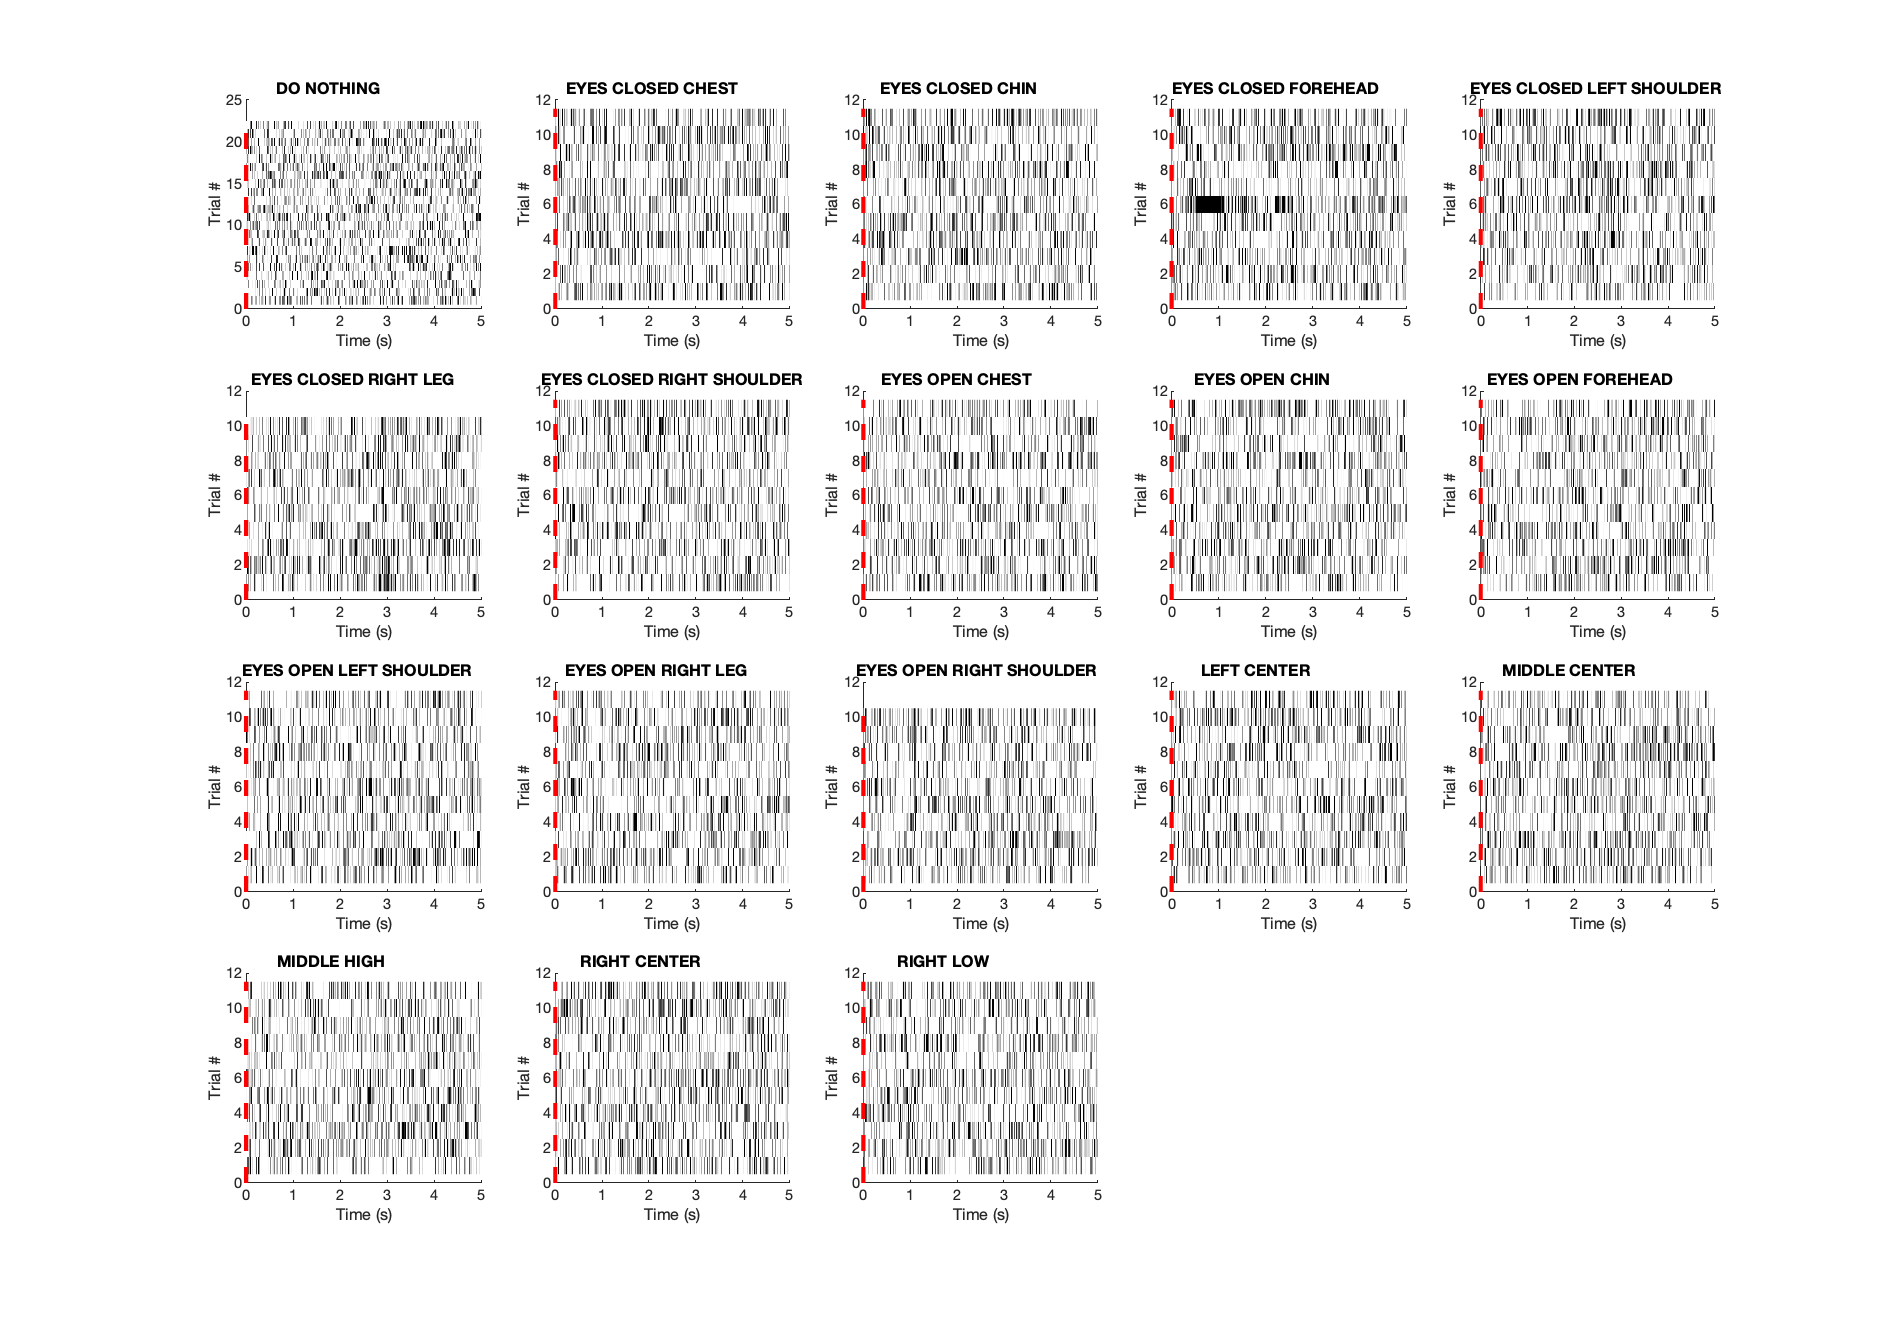 DO NOTHING
25
20
15
10
5
0
Trial #
0 1 2 3 4 5
Time (s)
EYES CLOSED CHEST
12
10
8
6
4
2
0
Trial #
0 1 2 3 4 5
Time (s)
EYES CLOSED CHIN
12
10
8
6
4
2
0
Trial #
0 1 2 3 4 5
Time (s)
EYES CLOSED FOREHEAD
12
10
8
6
4
2
0
Trial #
0 1 2 3 4 5
Time (s)
EYES CLOSED LEFT SHOULDER
12
10
8
6
4
2
0
Trial #
0 1 2 3 4 5
Time (s)
EYES CLOSED RIGHT LEG
12
10
8
6
4
2
0
Trial #
0 1 2 3 4 5
Time (s)
EYES CLOSED RIGHT SHOULDER
12
10
8
6
4
2
0
Trial #
0 1 2 3 4 5
Time (s)
EYES OPEN CHEST
12
10
8
6
4
2
0
Trial #
0 1 2 3 4 5
Time (s)
EYES OPEN CHIN
12
10
8
6
4
2
0
Trial #
0 1 2 3 4 5
Time (s)
EYES OPEN FOREHEAD
12
10
8
6
4
2
0
Trial #
0 1 2 3 4 5
Time (s)
EYES OPEN LEFT SHOULDER
12
10
8
6
4
2
0
Trial #
0 1 2 3 4 5
Time (s)
EYES OPEN RIGHT LEG
12
10
8
6
4
2
0
Trial #
0 1 2 3 4 5
Time (s)
EYES OPEN RIGHT SHOULDER
12
10
8
6
4
2
0
Trial #
0 1 2 3 4 5
Time (s)
LEFT CENTER
12
10
8
6
4
2
0
Trial #
0 1 2 3 4 5
Time (s)
MIDDLE CENTER
12
10
8
6
4
2
0
Trial #
0 1 2 3 4 5
Time (s)
MIDDLE HIGH
12
10
8
6
4
2
0
Trial #
0 1 2 3 4 5
Time (s)
RIGHT CENTER
12
10
8
6
4
2
0
Trial #
0 1 2 3 4 5
Time (s)
RIGHT LOW
12
10
8
6
4
2
0
Trial #
0 1 2 3 4 5
Time (s)